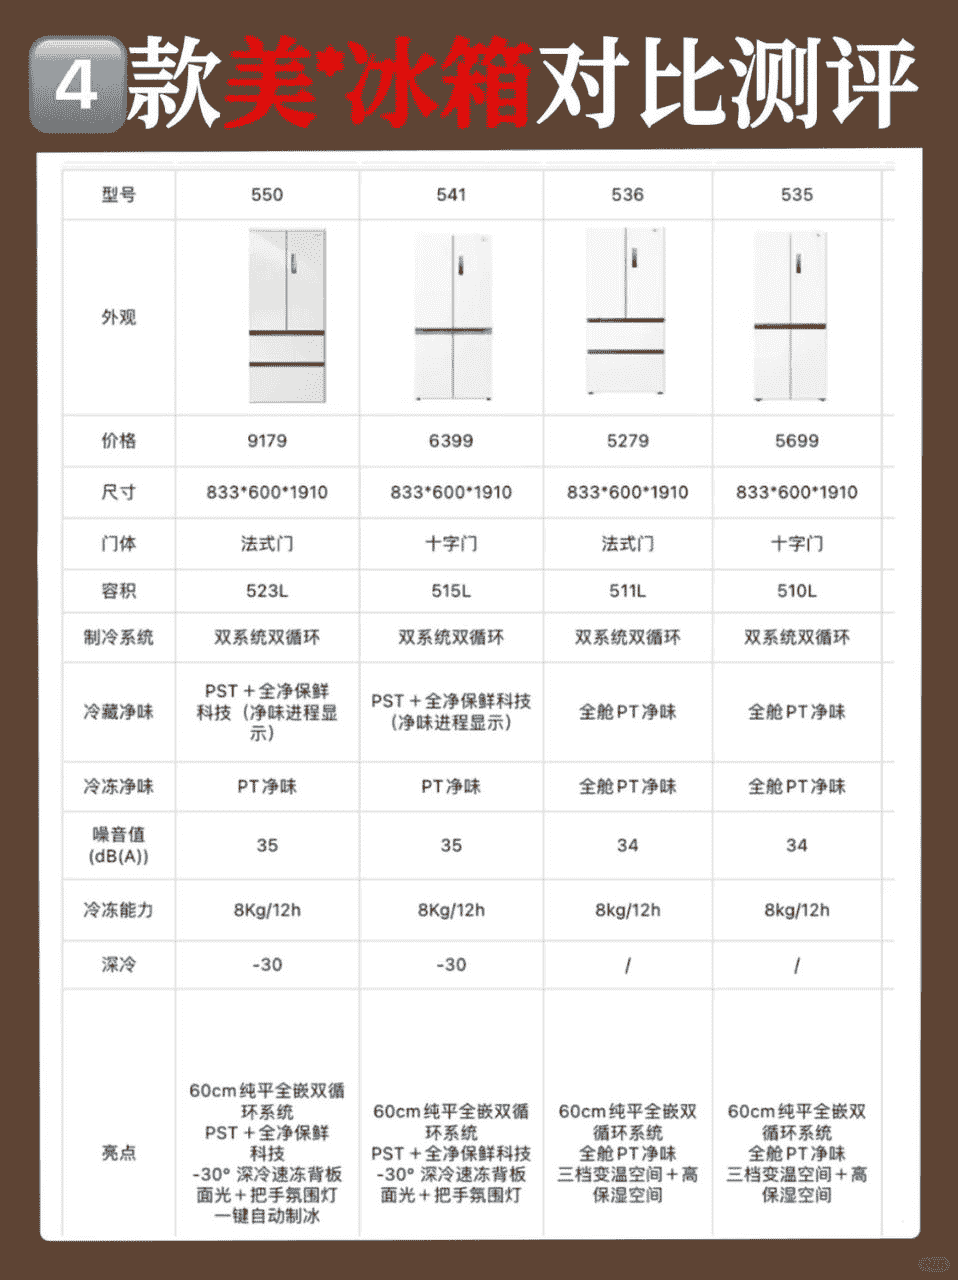 4款美*冰箱对比测评
型号 550 541 536 535
外观
价格 9179 6399 5279 5699
尺寸 833*600*1910 833*600*1910 833*600*1910 833*600*1910
门体 法式门 十字门 法式门 十字门
容积 523L 515L 511L 510L
制冷系统 双系统双循环 双系统双循环 双系统双循环 双系统双循环
冷藏净味 PST＋全净保鲜科技（净味进程显示） PST＋全净保鲜科技（净味进程显示） 全舱PT净味 全舱PT净味
冷冻净味 PT净味 PT净味 全舱PT净味 全舱PT净味
噪音值(dB(A)) 35 35 34 34
冷冻能力 8Kg/12h 8Kg/12h 8kg/12h 8kg/12h
深冷 -30 -30 / /
亮点
60cm纯平全嵌双循
环系统
PST＋全净保鲜
科技
-30° 深冷速冻背板
面光＋把手氛围灯
一键自动制冰
60cm纯平全嵌双循
环系统
PST＋全净保鲜科技
-30° 深冷速冻背板
面光＋把手氛围灯
60cm纯平全嵌双
循环系统
全舱PT净味
三档变温空间＋高
保湿空间
60cm纯平全嵌双
循环系统
全舱PT净味
三档变温空间＋高
保湿空间